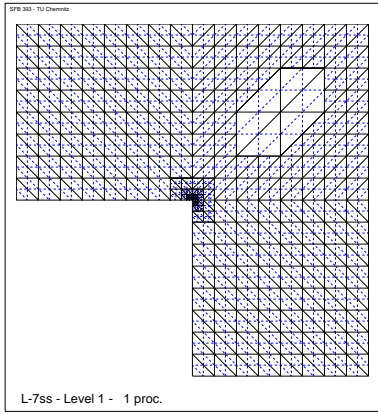 SFB 393 - TU Chemnitz
L-7ss - Level 1 - 1 proc.